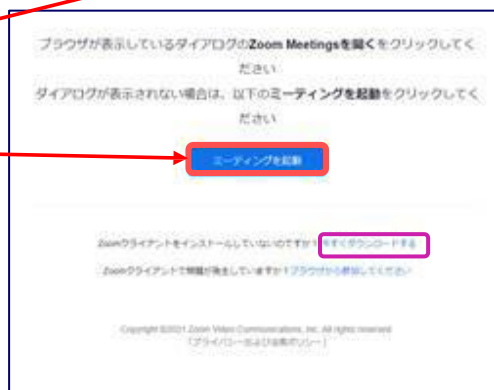 ブラウザが表示しているダイアログのZoom Meetingsを開くをクリックしてく
ださい
ダイアログが表示されない場合は、以下のミーティングを起動をクリックしてく
ださい
ミーティングを起動
Zoomクライアントをインストールしていないのですか？今すぐダウンロードする
Zoomクライアントで問題が発生していますか？ブラウザから参加してください
Copyright ©2021 Zoom Video Communications, Inc. All rights reserved.
[プライバシーおよび法務ポリシー]